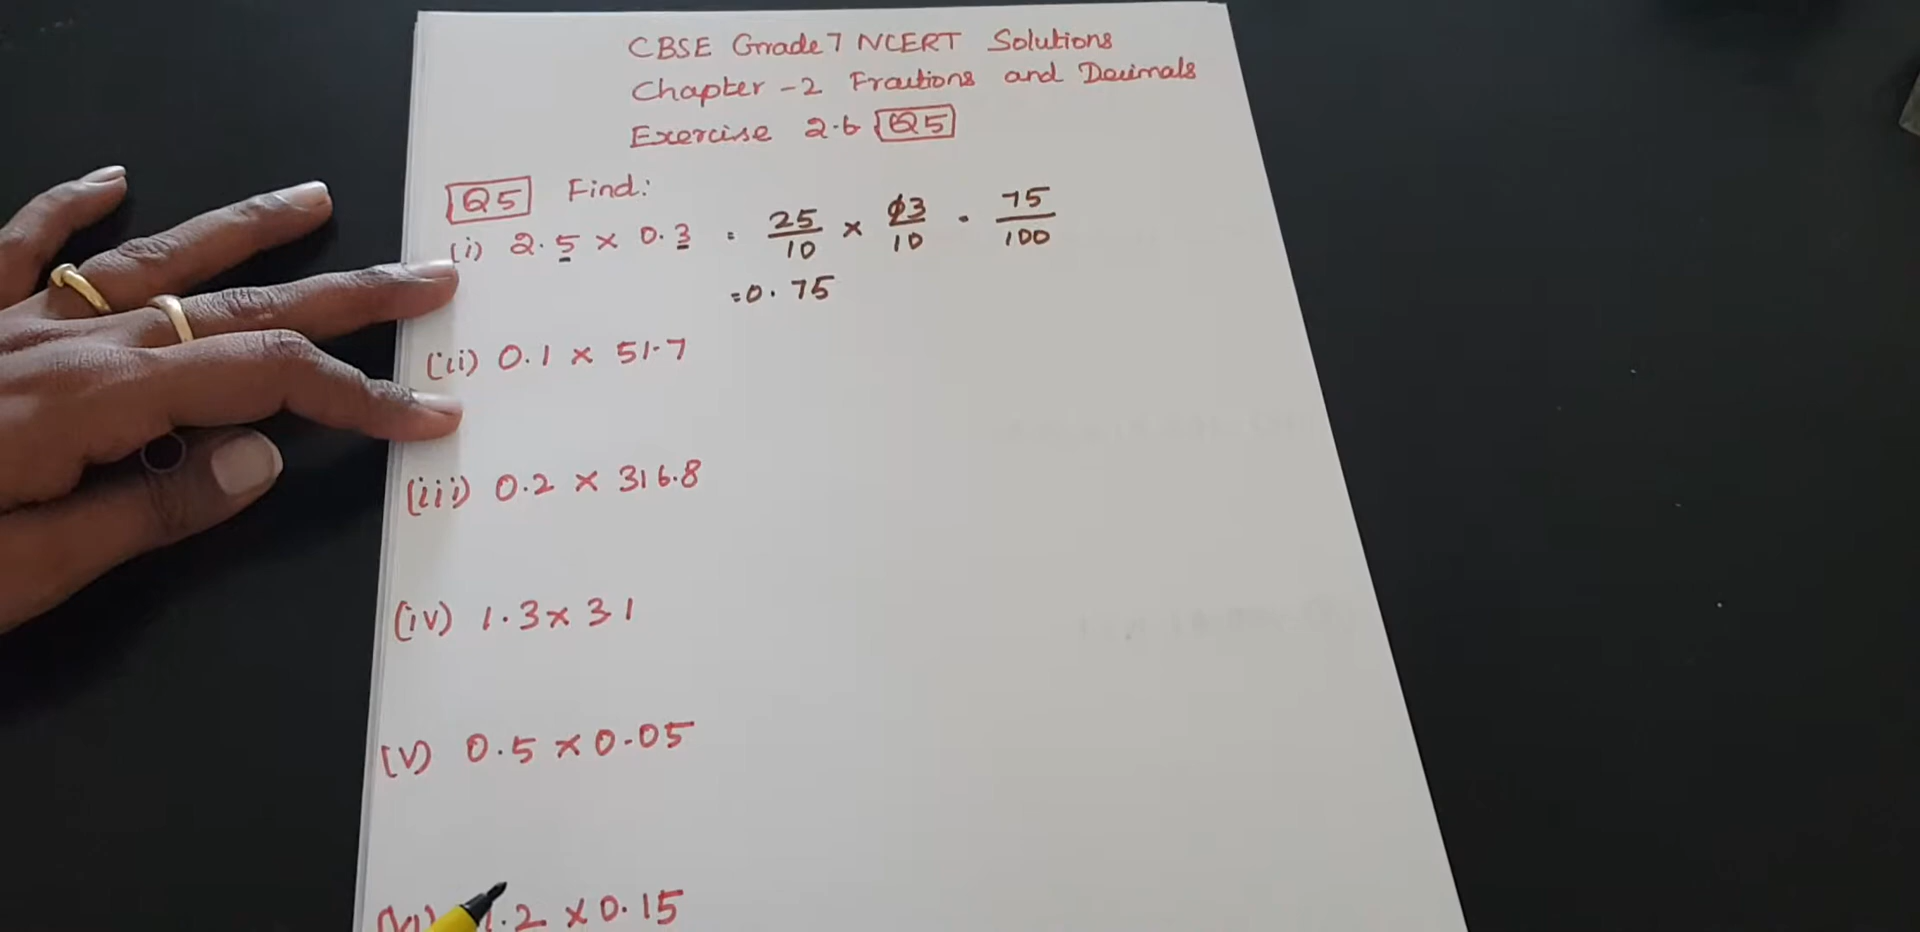 CBSE Grade 7 NCERT Solutions
Chapter - 2 Fractions and Decimals
Exercise 2.6 Q5
Q5 Find:
(i) 2.5 × 0.3 = 25/10 × 03/10 = 75/100
= 0.75
(ii) 0.1 × 51.7
(iii) 0.2 × 316.8
(iv) 1.3 × 3.1
(v) 0.5 × 0.05
.2 × 0.15